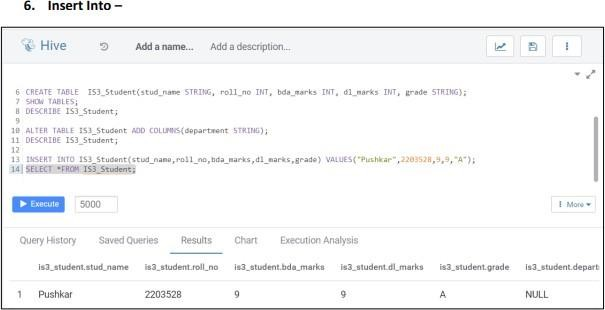 6. Insert Into –
Hive Add a name... Add a description...
6 CREATE TABLE IS3_Student(stud_name STRING, roll_no INT, bda_marks INT, dl_marks INT, grade STRING);
7 SHOW TABLES;
8 DESCRIBE IS3_Student;
9
10 ALTER TABLE IS3_Student ADD COLUMNS(department STRING);
11 DESCRIBE IS3_Student;
12
13 INSERT INTO IS3_Student(stud_name,roll_no,bda_marks,dl_marks,grade) VALUES("Pushkar",2203528,9,9,"A");
14 SELECT *FROM IS3_Student;
Execute 5000 More
Query History Saved Queries Results Chart Execution Analysis
is3_student.stud_name is3_student.roll_no is3_student.bda_marks is3_student.dl_marks is3_student.grade is3_student.depart
1 Pushkar 2203528 9 9 A NULL